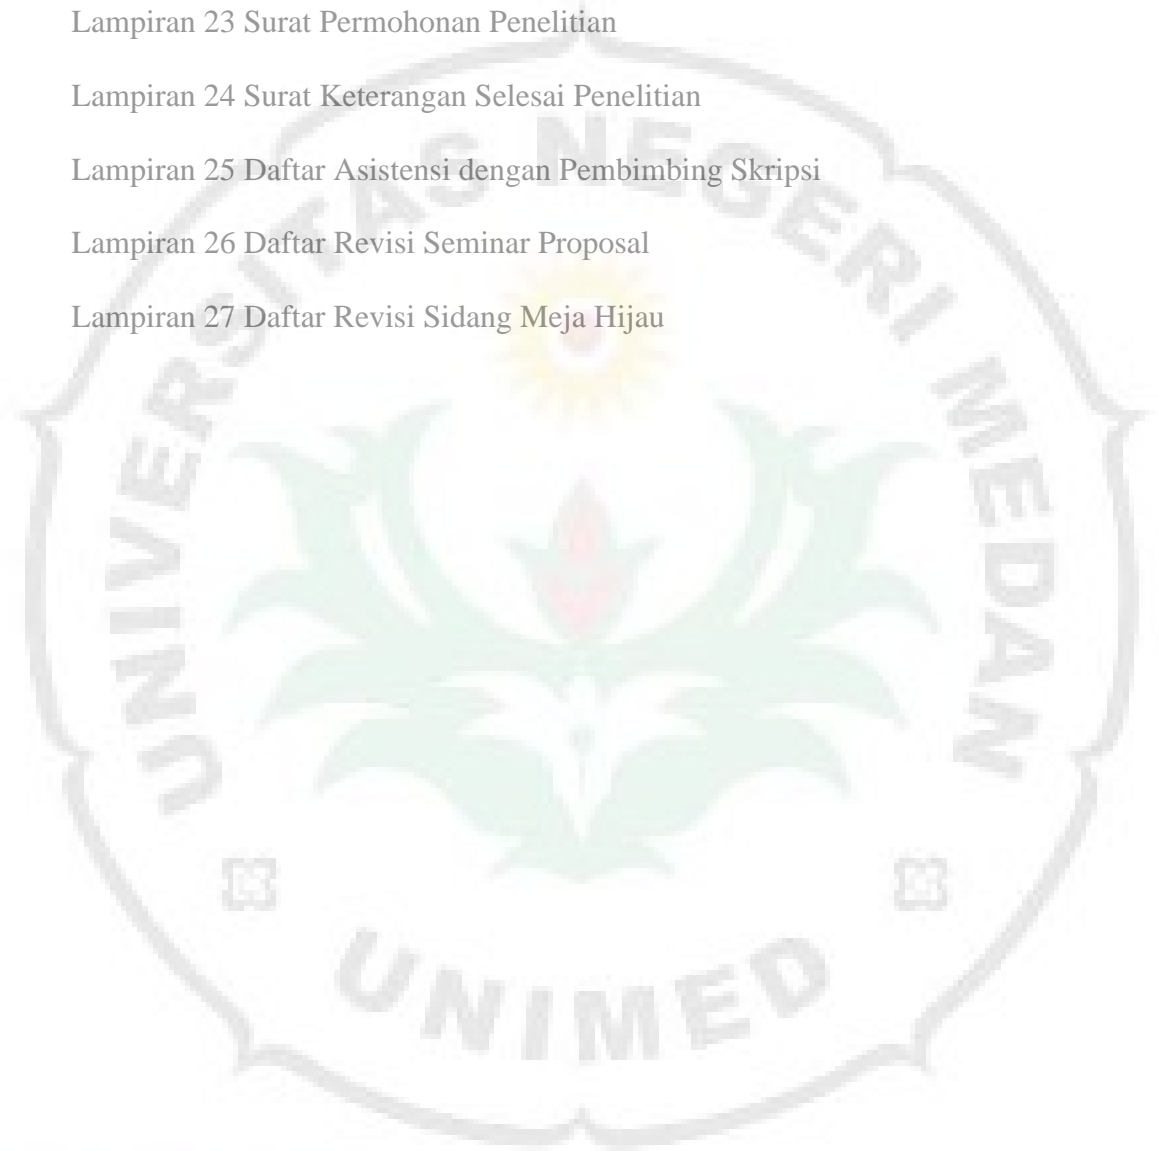 Lampiran 23 Surat Permohonan Penelitian
Lampiran 24 Surat Keterangan Selesai Penelitian
Lampiran 25 Daftar Asistensi dengan Pembimbing Skripsi
Lampiran 26 Daftar Revisi Seminar Proposal
Lampiran 27 Daftar Revisi Sidang Meja Hijau
UNIVERSITAS NEGERI MEDAN
UNIMED